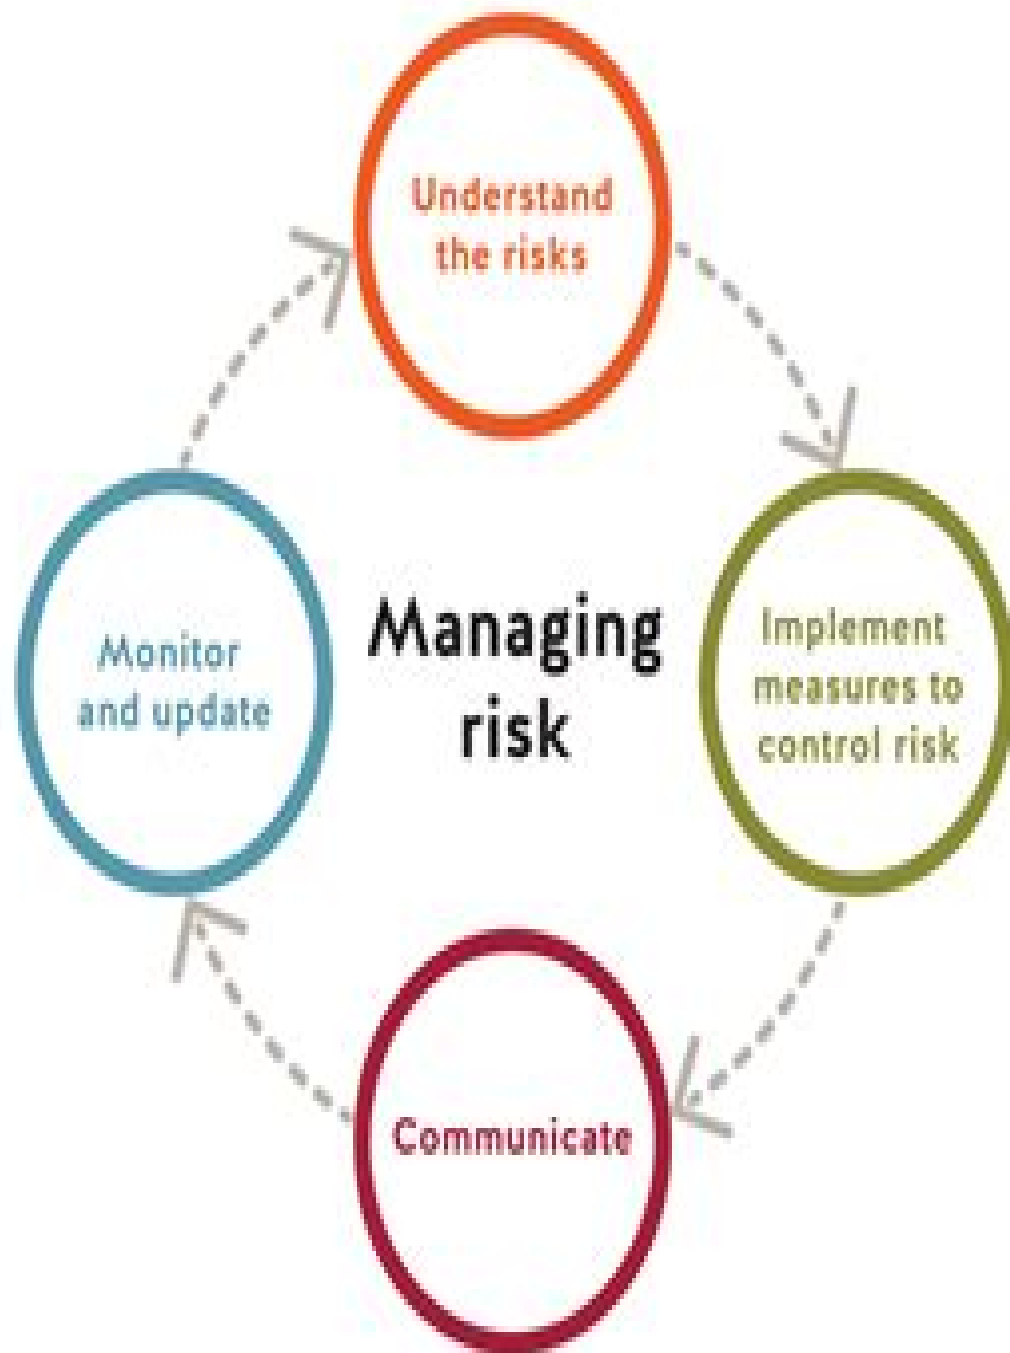 Understand
the risks
Implement
measures to
control risk
Communicate
Monitor
and update
Managing
risk